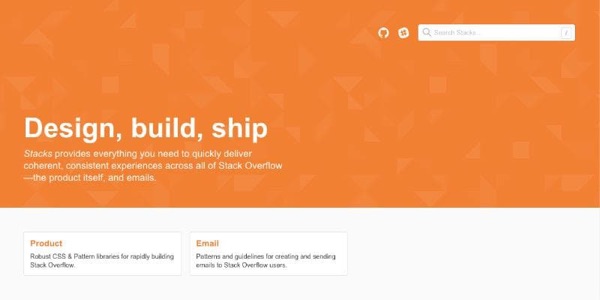 Search Stacks...
/
Design, build, ship
Stacks provides everything you need to quickly deliver
coherent, consistent experiences across all of Stack Overflow
—the product itself, and emails.
Product
Robust CSS & Pattern libraries for rapidly building
Stack Overflow.
Email
Patterns and guidelines for creating and sending
emails to Stack Overflow users.